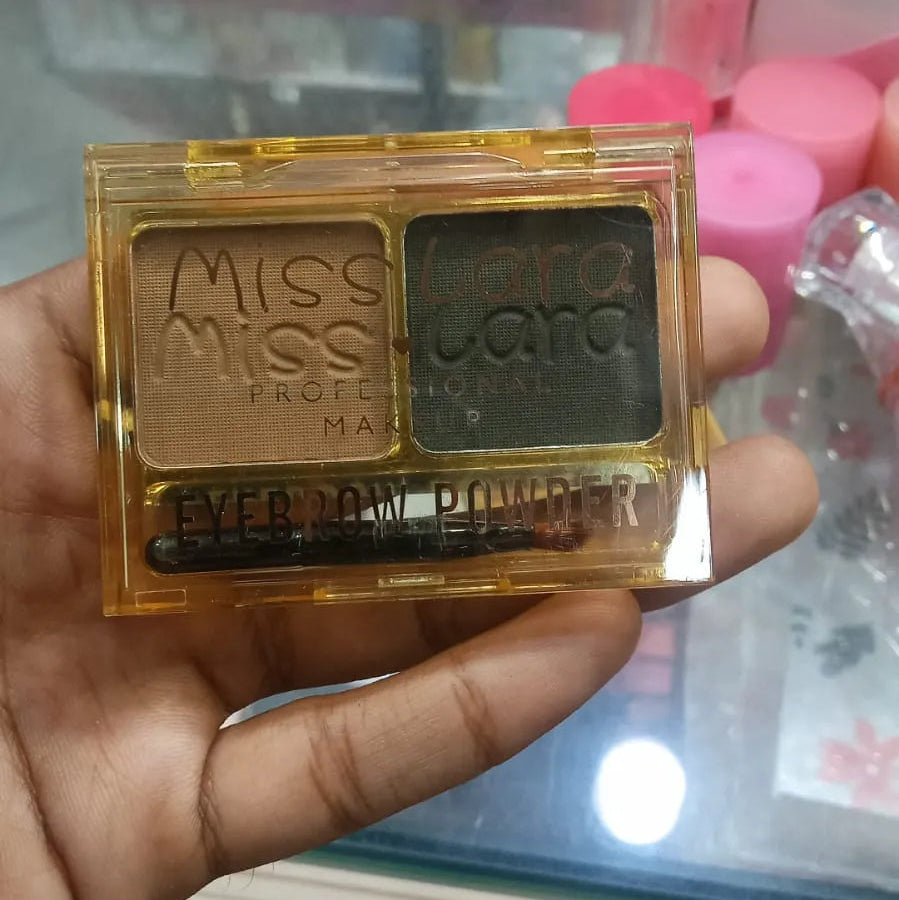 Miss Lara
Miss Lara
PROFESSIONAL
MAKEUP
EYEBROW POWDER